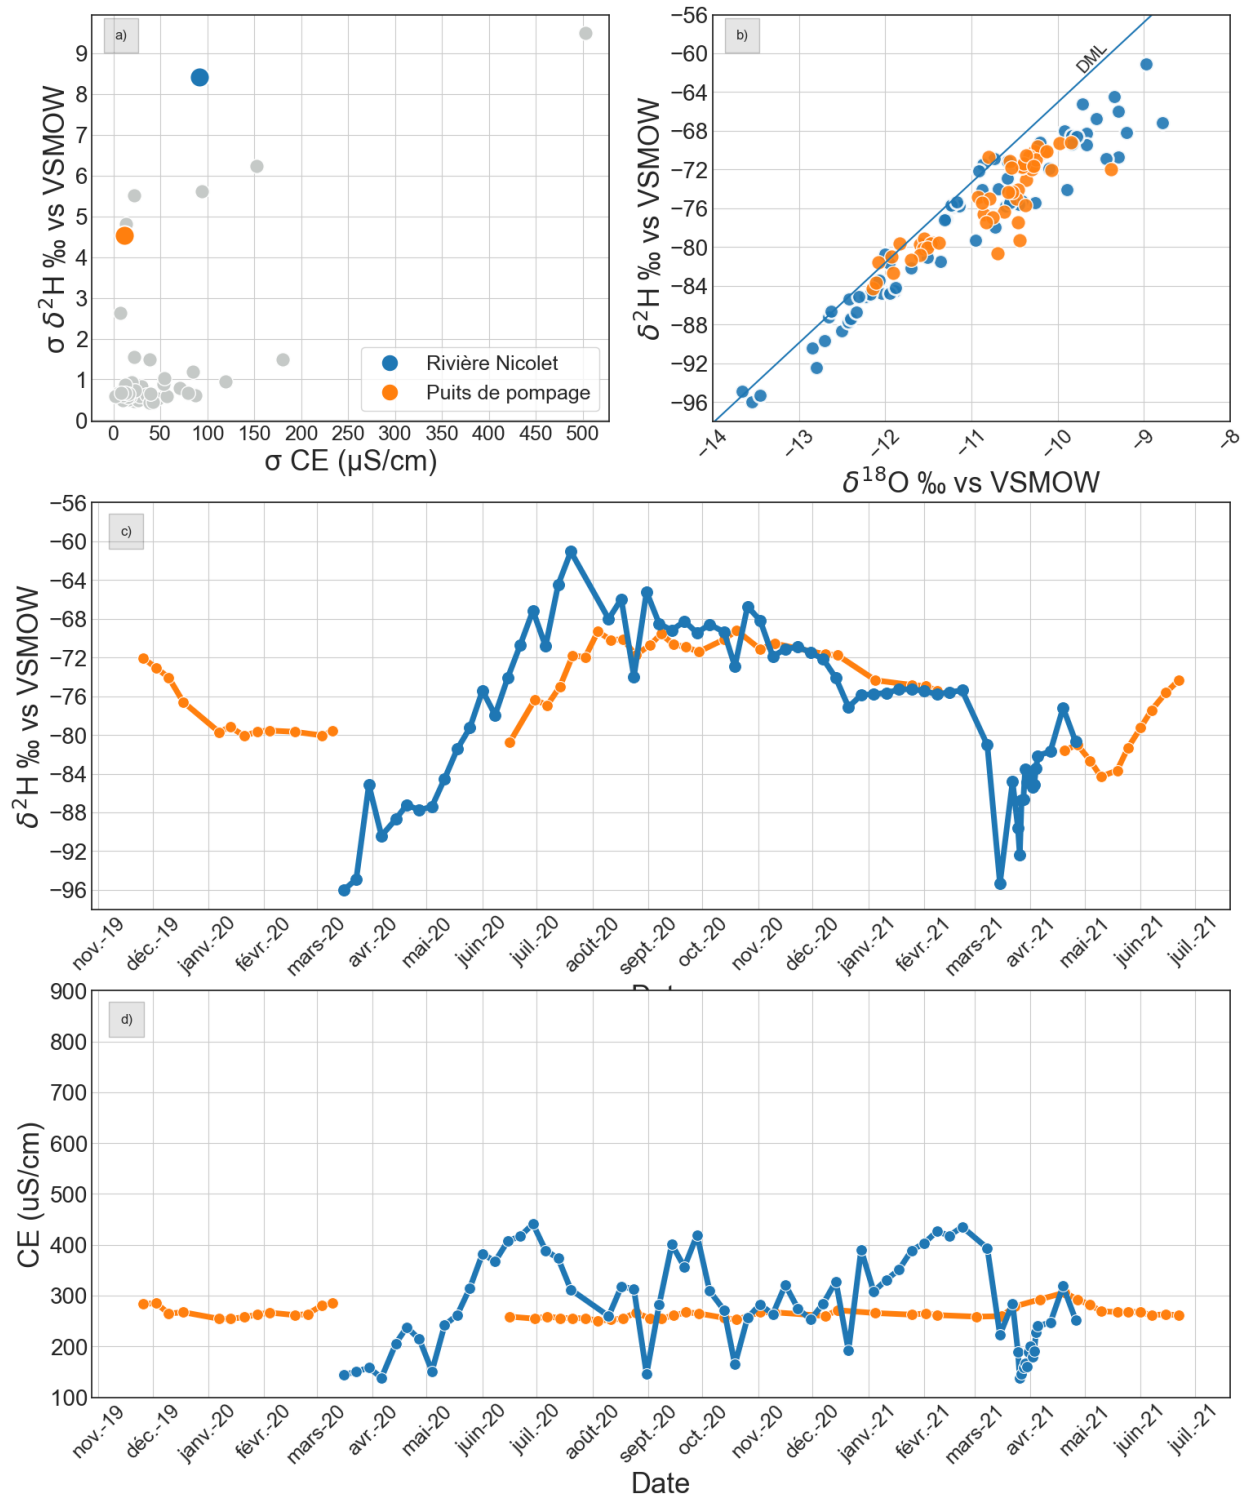 a)
9
8
7
6
5
4
3
2
1
0
σ δ²H ‰ vs VSMOW
0 50 100 150 200 250 300 350 400 450 500
σ CE (µS/cm)
Rivière Nicolet
Puits de pompage
b)
DML
−56
−60
−64
−68
−72
−76
−80
−84
−88
−92
−96
δ²H ‰ vs VSMOW
−14 −13 −12 −11 −10 −9 −8
δ¹⁸O ‰ vs VSMOW
c)
−56
−60
−64
−68
−72
−76
−80
−84
−88
−92
−96
δ²H ‰ vs VSMOW
nov.-19 déc.-19 janv.-20 févr.-20 mars-20 avr.-20 mai-20 juin-20 juil.-20 août-20 sept.-20 oct.-20 nov.-20 déc.-20 janv.-21 févr.-21 mars-21 avr.-21 mai-21 juin-21 juil.-21
d)
900
800
700
600
500
400
300
200
100
CE (uS/cm)
nov.-19 déc.-19 janv.-20 févr.-20 mars-20 avr.-20 mai-20 juin-20 juil.-20 août-20 sept.-20 oct.-20 nov.-20 déc.-20 janv.-21 févr.-21 mars-21 avr.-21 mai-21 juin-21 juil.-21
Date